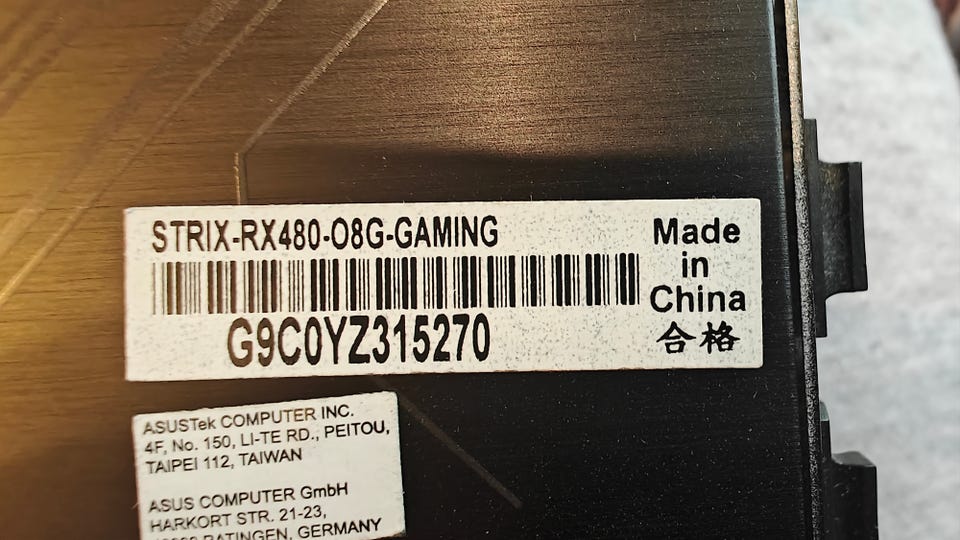 STRIX-RX480-O8G-GAMING
G9C0YZ315270
Made
in
China
合格
ASUSTek COMPUTER INC.
4F, No. 150, LI-TE RD., PEITOU,
TAIPEI 112, TAIWAN
ASUS COMPUTER GmbH
HARKORT STR. 21-23,
RATINGEN, GERMANY